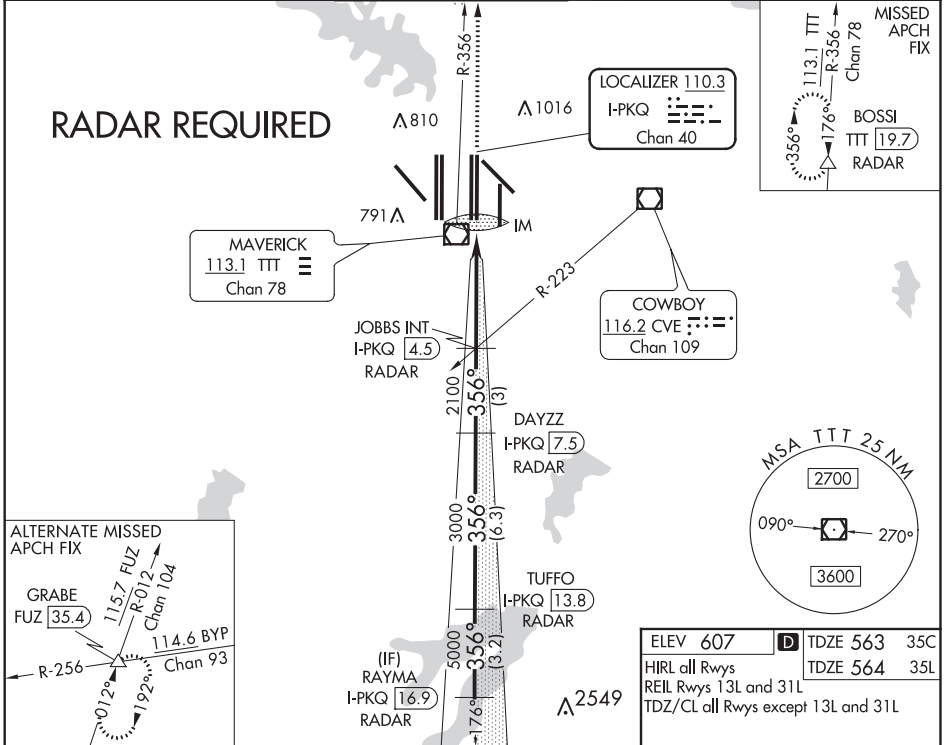 RADAR REQUIRED
R-356
810
1016
791
LOCALIZER 110.3
I-PKQ
Chan 40
MISSED
APCH
FIX
113.1 TTT
R-356
Chan 78
356°
176°
BOSSI
TTT 19.7
RADAR
IM
MAVERICK
113.1 TTT
Chan 78
R-223
COWBOY
116.2 CVE
Chan 109
JOBBS INT
I-PKQ 4.5
RADAR
2100
356°
(3)
DAYZZ
I-PKQ 7.5
RADAR
3000
356°
(6.3)
TUFFO
I-PKQ 13.8
RADAR
5000
356°
(3.2)
(IF)
RAYMA
I-PKQ 16.9
RADAR
176°
2549
MSA TTT 25 NM
2700
090°
270°
3600
ALTERNATE MISSED
APCH FIX
115.7 FUZ
R-012
Chan 104
GRABE
FUZ 35.4
114.6 BYP
Chan 93
R-256
012°
192°
ELEV 607 D TDZE 563 35C
TDZE 564 35L
HIRL all Rwys
REIL Rwys 13L and 31L
TDZ/CL all Rwys except 13L and 31L